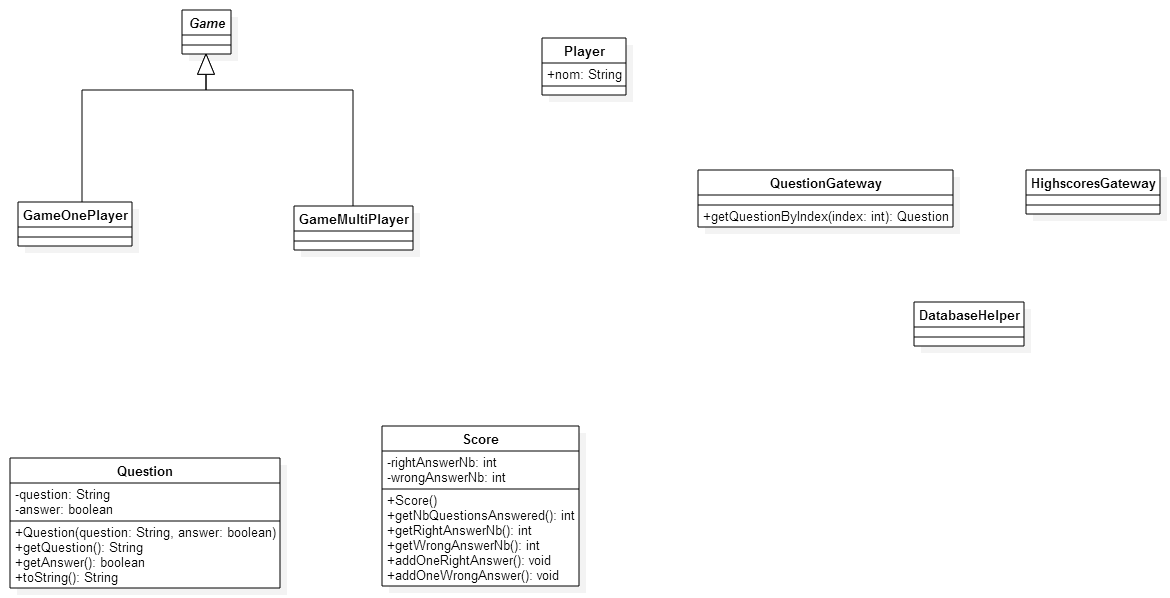 Game
Player
+nom: String
QuestionGateway
+getQuestionByIndex(index: int): Question
HighscoresGateway
GameOnePlayer
GameMultiPlayer
DatabaseHelper
Question
-question: String
-answer: boolean
+Question(question: String, answer: boolean)
+getQuestion(): String
+getAnswer(): boolean
+toString(): String
Score
-rightAnswerNb: int
-wrongAnswerNb: int
+Score()
+getNbQuestionsAnswered(): int
+getRightAnswerNb(): int
+getWrongAnswerNb(): int
+addOneRightAnswer(): void
+addOneWrongAnswer(): void